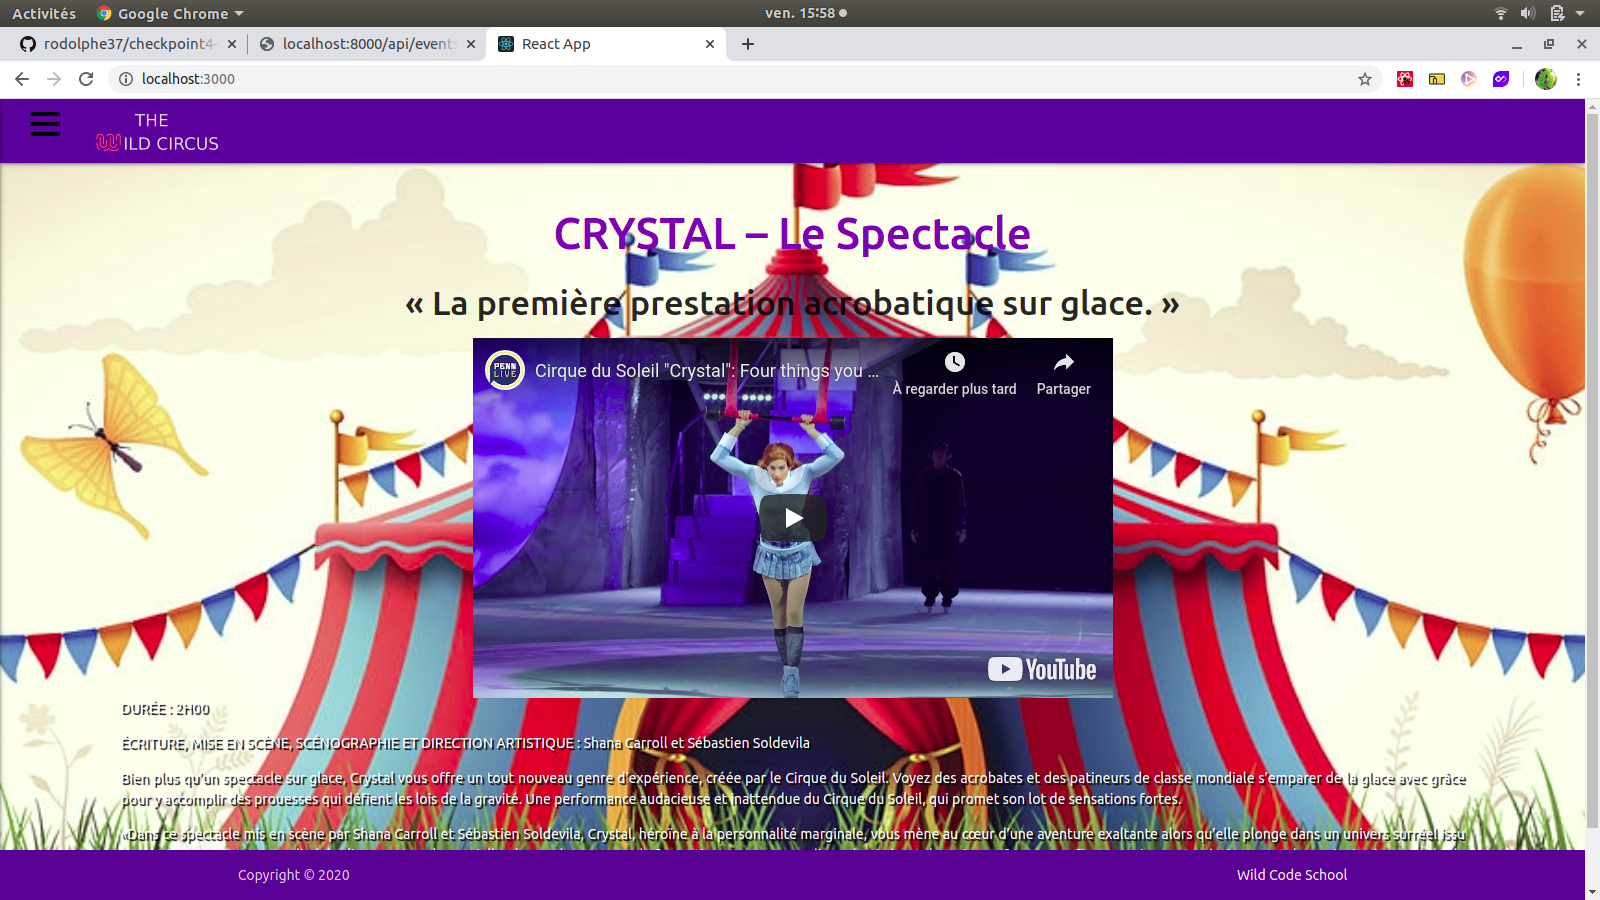 Activités Google Chrome ven. 15:58
rodolphe37/checkpoint4- localhost:8000/api/events React App
localhost:3000
THE
WILD CIRCUS
CRYSTAL – Le Spectacle
« La première prestation acrobatique sur glace. »
PENN
LIVE
Cirque du Soleil "Crystal": Four things you ...
À regarder plus tard
Partager
YouTube
DURÉE : 2H00
ÉCRITURE, MISE EN SCÈNE, SCÉNOGRAPHIE ET DIRECTION ARTISTIQUE : Shana Carroll et Sébastien Soldevila
Bien plus qu’un spectacle sur glace, Crystal vous offre un tout nouveau genre d’expérience, créée par le Cirque du Soleil. Voyez des acrobates et des patineurs de classe mondiale s’emparer de la glace avec grâce
pour y accomplir des prouesses qui défient les lois de la gravité. Une performance audacieuse et inattendue du Cirque du Soleil, qui promet son lot de sensations fortes.
«Dans ce spectacle mis en scène par Shana Carroll et Sébastien Soldevila, Crystal, héroïne à la personnalité marginale, vous mène au cœur d’une aventure exaltante alors qu’elle plonge dans un univers surréel issu
Copyright © 2020
Wild Code School